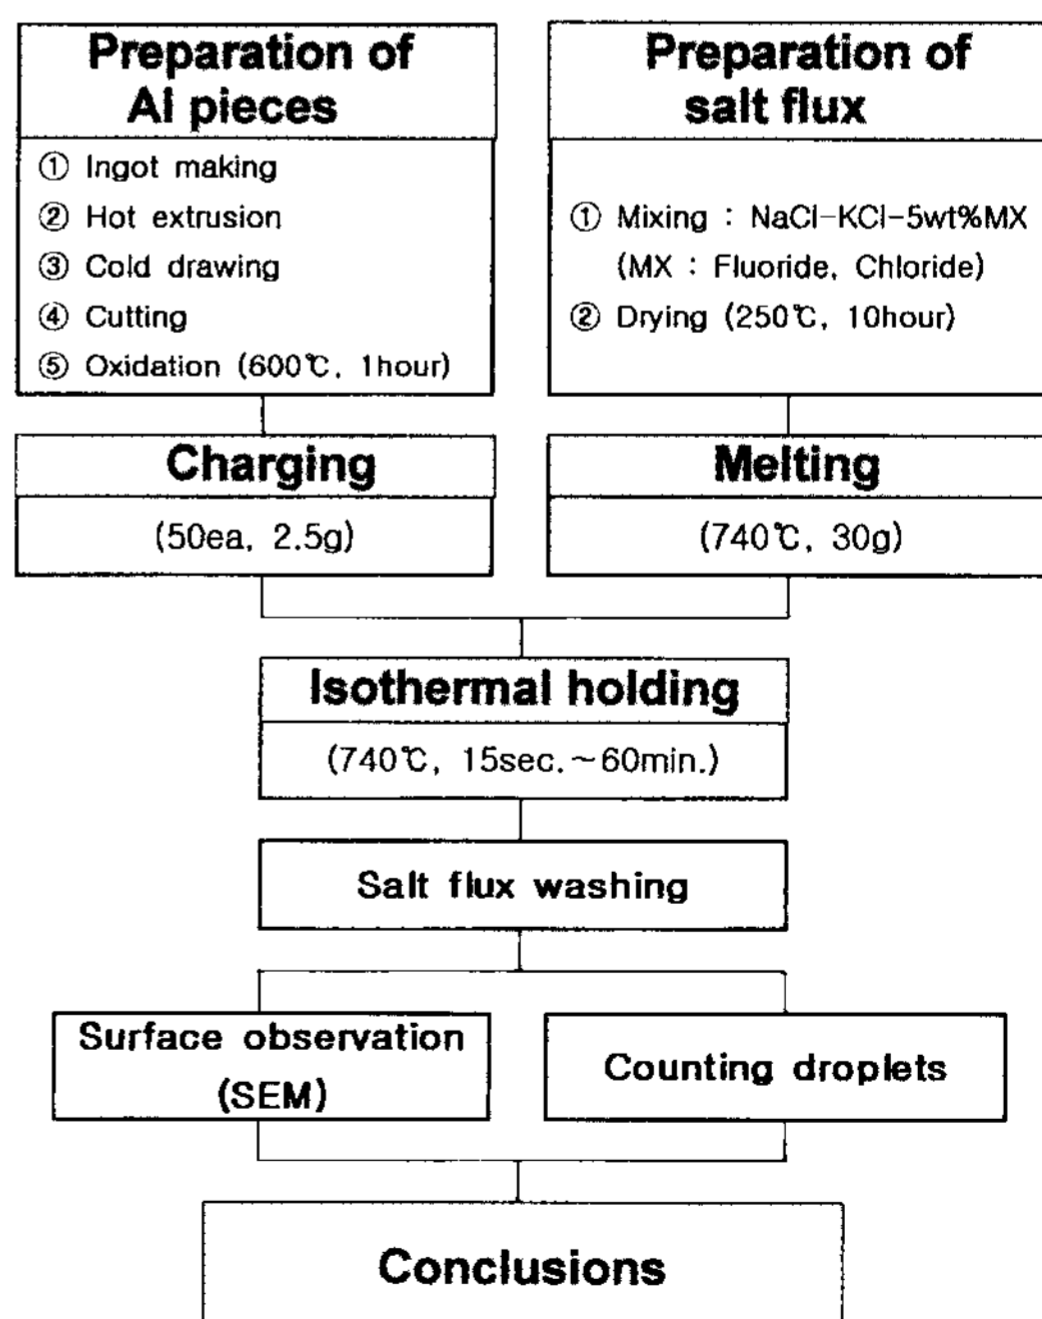 Preparation of
Al pieces
① Ingot making
② Hot extrusion
③ Cold drawing
④ Cutting
⑤ Oxidation (600℃, 1hour)
Preparation of
salt flux
① Mixing : NaCl-KCl-5wt%MX
(MX : Fluoride, Chloride)
② Drying (250℃, 10hour)
Charging
(50ea, 2.5g)
Melting
(740℃, 30g)
Isothermal holding
(740℃, 15sec.~60min.)
Salt flux washing
Surface observation
(SEM)
Counting droplets
Conclusions